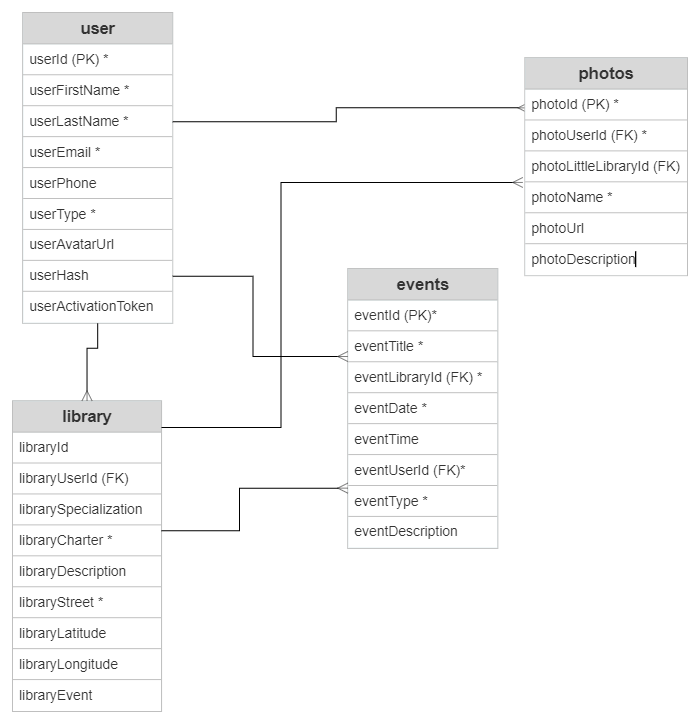 user
userId (PK) *
userFirstName *
userLastName *
userEmail *
userPhone
userType *
userAvatarUrl
userHash
userActivationToken
photos
photoId (PK) *
photoUserId (FK) *
photoLittleLibraryId (FK)
photoName *
photoUrl
photoDescription
events
eventId (PK)*
eventTitle *
eventLibraryId (FK) *
eventDate *
eventTime
eventUserId (FK)*
eventType *
eventDescription
library
libraryId
libraryUserId (FK)
librarySpecialization
libraryCharter *
libraryDescription
libraryStreet *
libraryLatitude
libraryLongitude
libraryEvent